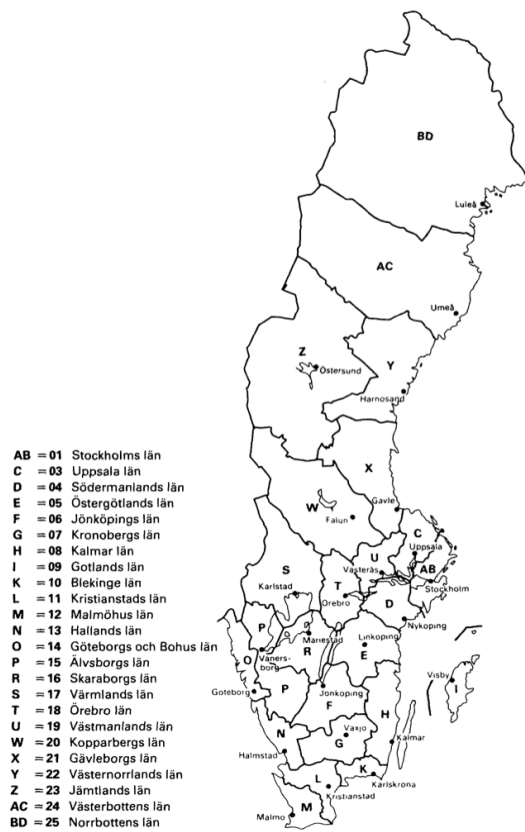 BD
Luleå
AC
Umeå
Z
Östersund
Y
Harnosand
X
Gavle
W
Falun
C
Uppsala
U
Västerås
AB
Stockholm
S
Karlstad
T
Örebro
D
Nykoping
P
Mariestad
R
Linkoping
E
O
Väners-
borg
Visby
I
Goteborg
P
Jonkoping
F
H
N
Vaxjo
G
Kalmar
Halmstad
K
Karlskrona
L
Kristianstad
M
Malmo
AB = 01 Stockholms län
C = 03 Uppsala län
D = 04 Södermanlands län
E = 05 Östergötlands län
F = 06 Jönköpings län
G = 07 Kronobergs län
H = 08 Kalmar län
I = 09 Gotlands län
K = 10 Blekinge län
L = 11 Kristianstads län
M = 12 Malmöhus län
N = 13 Hallands län
O = 14 Göteborgs och Bohus län
P = 15 Älvsborgs län
R = 16 Skaraborgs län
S = 17 Värmlands län
T = 18 Örebro län
U = 19 Västmanlands län
W = 20 Kopparbergs län
X = 21 Gävleborgs län
Y = 22 Västernorrlands län
Z = 23 Jämtlands län
AC = 24 Västerbottens län
BD = 25 Norrbottens län